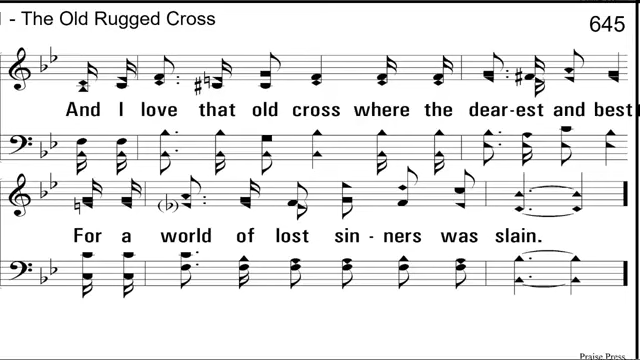 1 - The Old Rugged Cross
645
And I love that old cross where the dear-est and best
For a world of lost sin - ners was slain.
Praise Press